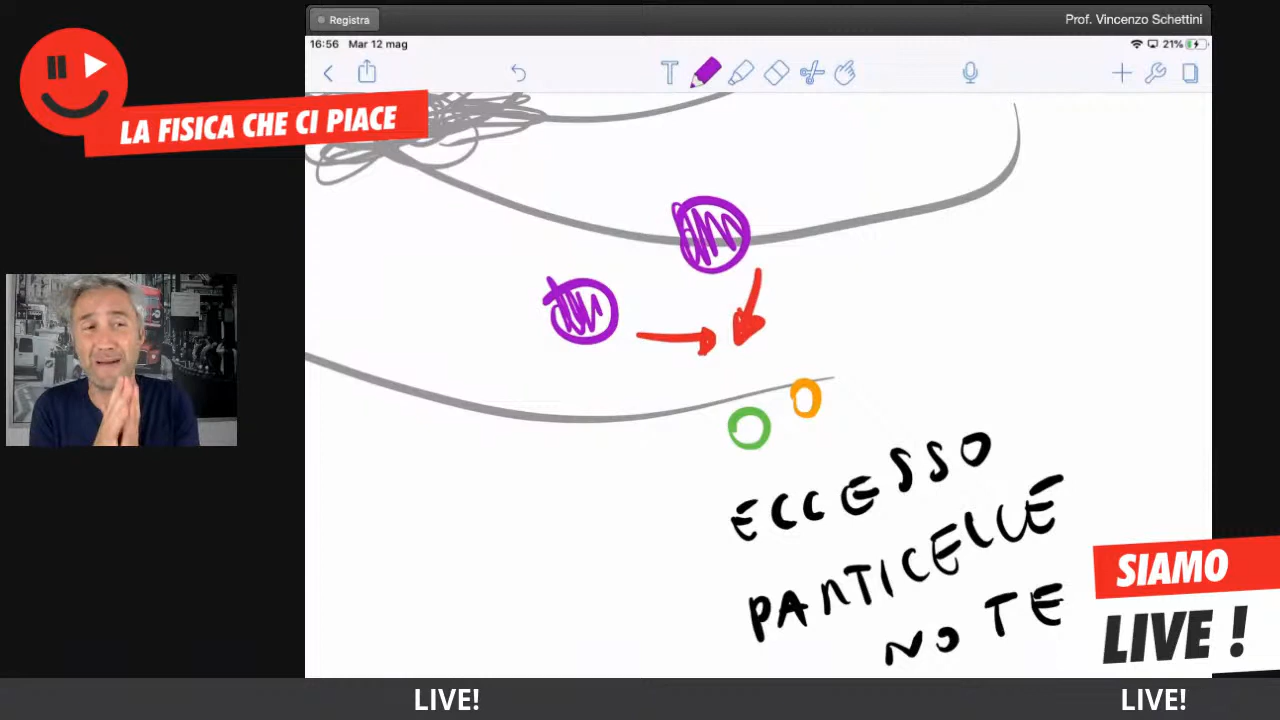 Registra
Prof. Vincenzo Schettini
16:56 Mar 12 mag
21%
LA FISICA CHE CI PIACE
T
ECCESSO
PARTICELLE
NOTE
SIAMO
LIVE !
LIVE!
LIVE!